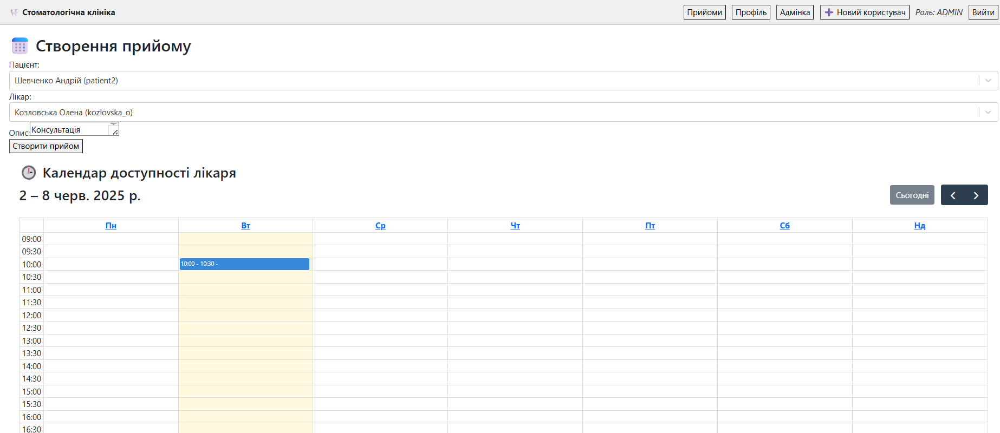 Стоматологічна клініка Прийоми Профіль Адмінка Новий користувач Роль: ADMIN Вийти
Створення прийому
Пацієнт:
Шевченко Андрій (patient2)
Лікар:
Козловська Олена (kozlovska_o)
Опис: Консультація
Створити прийом
Календар доступності лікаря
2 – 8 черв. 2025 р. Сьогодні
Пн Вт Ср Чт Пт Сб Нд
09:00
09:30
10:00 10:00 - 10:30 -
10:30
11:00
11:30
12:00
12:30
13:00
13:30
14:00
14:30
15:00
15:30
16:00
16:30